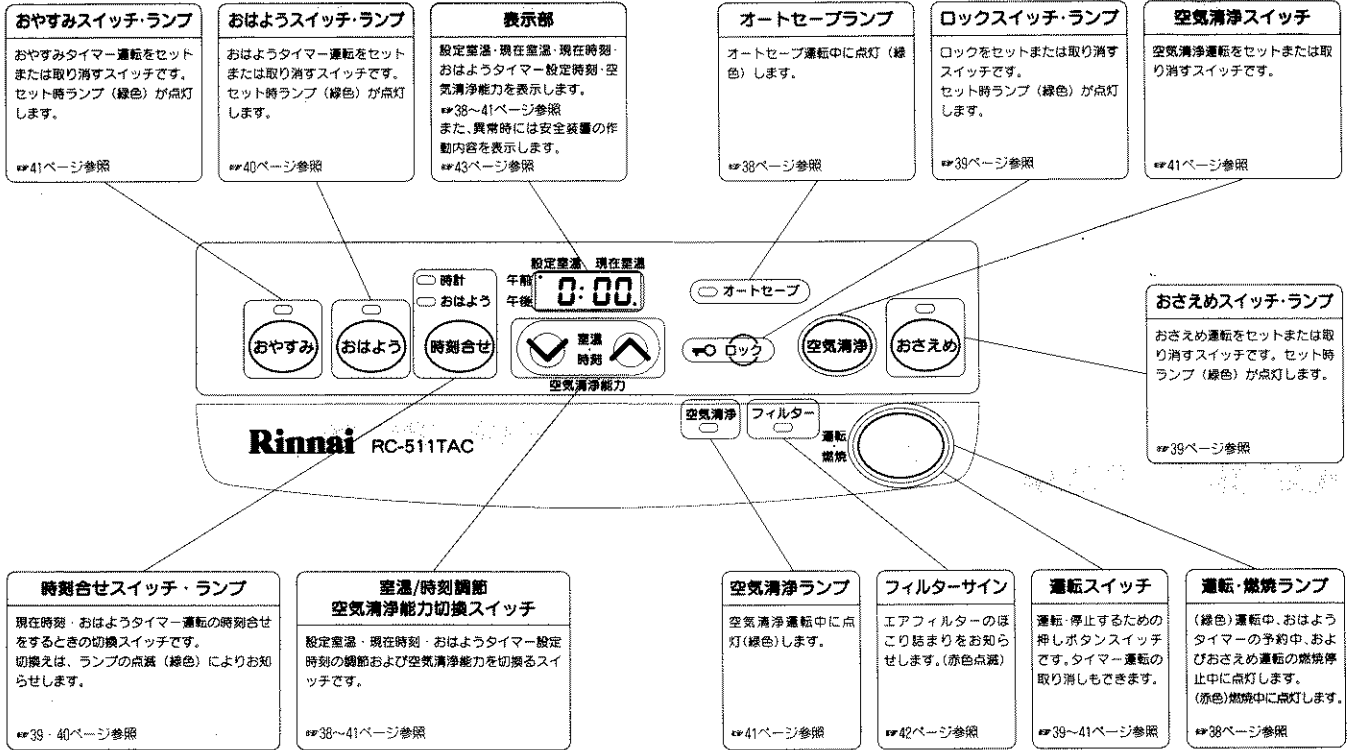 おやすみスイッチ・ランプ
おやすみタイマー運転をセット
または取り消すスイッチです。
セット時ランプ（緑色）が点灯
します。
☞41ページ参照
おはようスイッチ・ランプ
おはようタイマー運転をセット
または取り消すスイッチです。
セット時ランプ（緑色）が点灯
します。
☞40ページ参照
表示部
設定室温・現在室温・現在時刻・
おはようタイマー設定時刻・空
気清浄能力を表示します。
☞38～41ページ参照
また、異常時には安全装置の作
動内容を表示します。
☞43ページ参照
オートセーブランプ
オートセーブ運転中に点灯（緑
色）します。
☞38ページ参照
ロックスイッチ・ランプ
ロックをセットまたは取り消す
スイッチです。
セット時ランプ（緑色）が点灯
します。
☞39ページ参照
空気清浄スイッチ
空気清浄運転をセットまたは取
り消すスイッチです。
☞41ページ参照
設定室温 現在室温
時計
おはよう
午前
午後
0:00
オートセーブ
おやすみ
おはよう
時刻合せ
室温
・
時刻
空気清浄能力
ロック
空気清浄
おさえめ
おさえめスイッチ・ランプ
おさえめ運転をセットまたは取
り消すスイッチです。セット時
ランプ（緑色）が点灯します。
☞39ページ参照
Rinnai RC-511TAC
空気清浄
フィルター
運転
・
燃焼
時刻合せスイッチ・ランプ
現在時刻・おはようタイマー運転の時刻合せ
をするときの切換スイッチです。
切換えは、ランプの点滅（緑色）によりお知
らせします。
☞39・40ページ参照
室温/時刻調節
空気清浄能力切換スイッチ
設定室温・現在時刻・おはようタイマー設定
時刻の調節および空気清浄能力を切換るスイ
ッチです。
☞38～41ページ参照
空気清浄ランプ
空気清浄運転中に点
灯(緑色)します。
☞41ページ参照
フィルターサイン
エアフィルターのほ
こり詰まりをお知ら
せします。(赤色点滅)
☞42ページ参照
運転スイッチ
運転・停止するための
押しボタンスイッチ
です。タイマー運転の
取り消しもできます。
☞39～41ページ参照
運転・燃焼ランプ
(緑色)運転中、おはよう
タイマーの予約中、およ
びおさえめ運転の燃焼停
止中に点灯します。
(赤色)燃焼中に点灯します。
☞38ページ参照